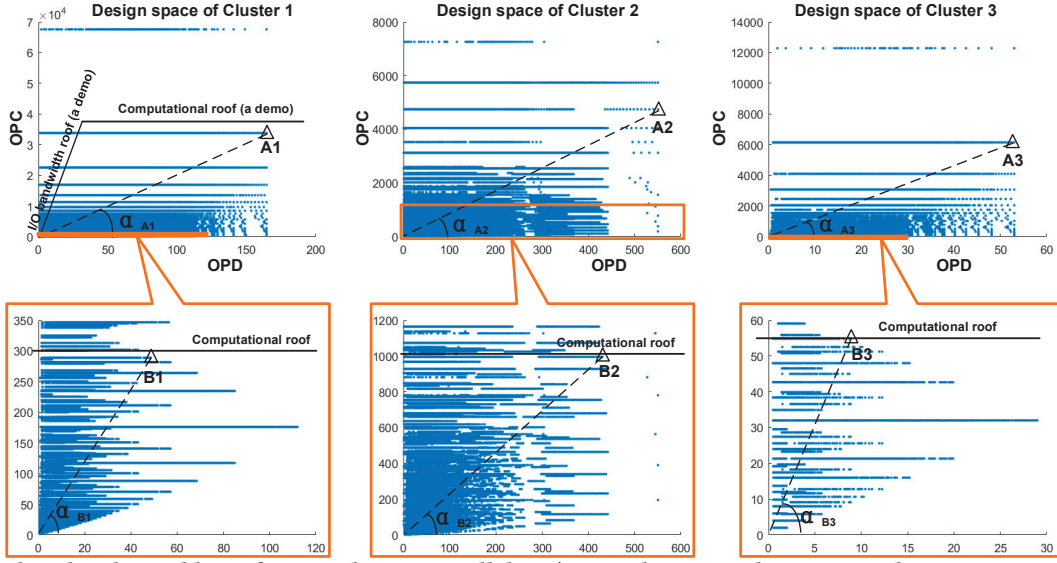 Design space of Cluster 1
Design space of Cluster 2
Design space of Cluster 3
7 × 10^4
6
5
4
3
2
1
0
OPC
I/O bandwidth roof (a demo)
Computational roof (a demo)
A1
α A1
0 50 100 150 200
OPD
8000
6000
4000
2000
0
OPC
A2
α A2
0 100 200 300 400 500 600
OPD
14000
12000
10000
8000
6000
4000
2000
0
OPC
A3
α A3
0 10 20 30 40 50 60
OPD
350
300
250
200
150
100
50
0
Computational roof
B1
α B1
0 20 40 60 80 100 120
1200
1000
800
600
400
200
0
Computational roof
B2
α B2
0 100 200 300 400 500 600
60
50
40
30
20
10
0
Computational roof
B3
α B3
0 5 10 15 20 25 30